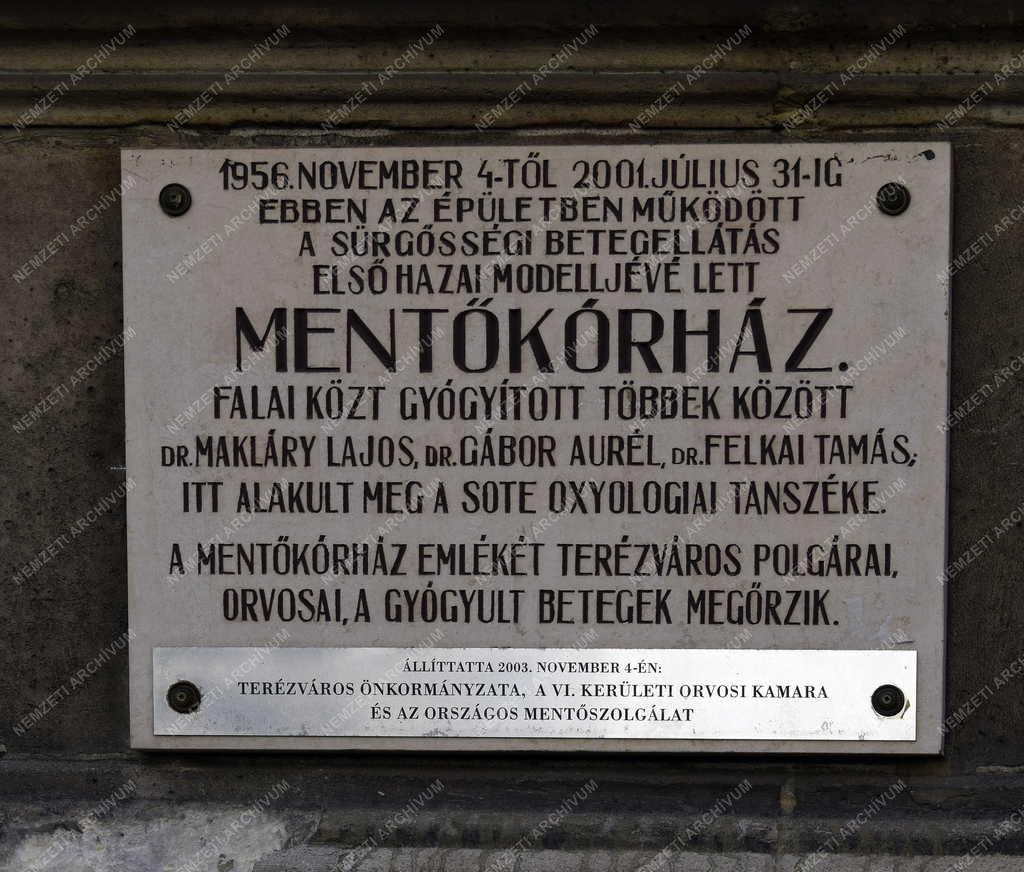 1956.NOVEMBER 4-TŐL 2001.JÚLIUS 31-IG
EBBEN AZ ÉPÜLETBEN MŰKÖDÖTT
A SÜRGŐSSÉGI BETEGELLÁTÁS
ELSŐ HAZAI MODELLJÉVÉ LETT
MENTŐKÓRHÁZ.
FALAI KÖZT GYÓGYÍTOTT TÖBBEK KÖZÖTT
DR.MAKLÁRY LAJOS, DR.GÁBOR AURÉL, DR.FELKAI TAMÁS;
ITT ALAKULT MEG A SOTE OXYOLOGIAI TANSZÉKE.
A MENTŐKÓRHÁZ EMLÉKÉT TERÉZVÁROS POLGÁRAI,
ORVOSAI, A GYÓGYULT BETEGEK MEGŐRZIK.
ÁLLÍTTATTA 2003. NOVEMBER 4-ÉN:
TERÉZVÁROS ÖNKORMÁNYZATA, A VI. KERÜLETI ORVOSI KAMARA
ÉS AZ ORSZÁGOS MENTŐSZOLGÁLAT
NEMZETI ARCHÍVUM